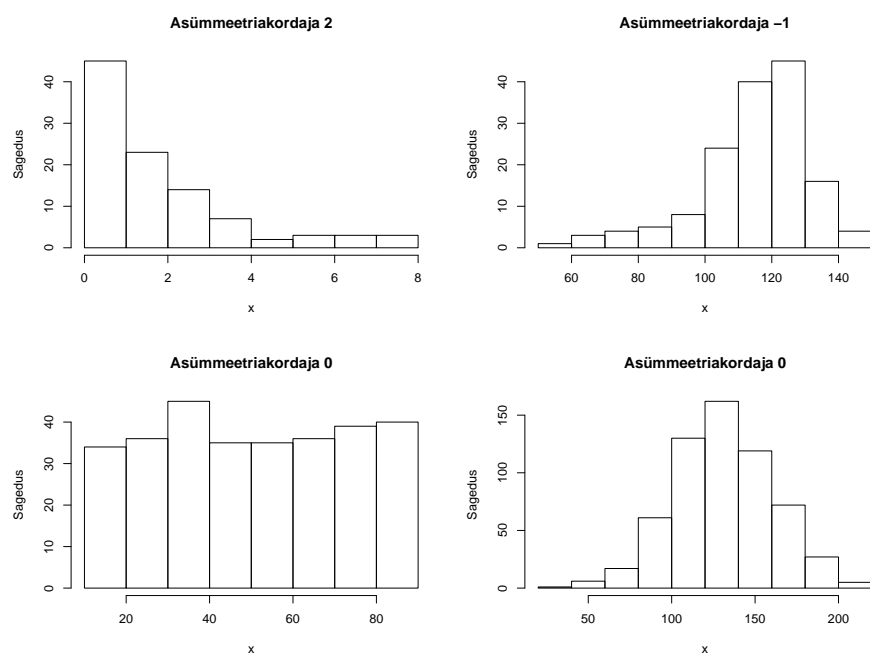 Asümmeetriakordaja 2
Sagedus
0 10 20 30 40
0 2 4 6 8
x
Asümmeetriakordaja −1
Sagedus
0 10 20 30 40
60 80 100 120 140
x
Asümmeetriakordaja 0
Sagedus
0 10 20 30 40
20 40 60 80
x
Asümmeetriakordaja 0
Sagedus
0 50 100 150
50 100 150 200
x